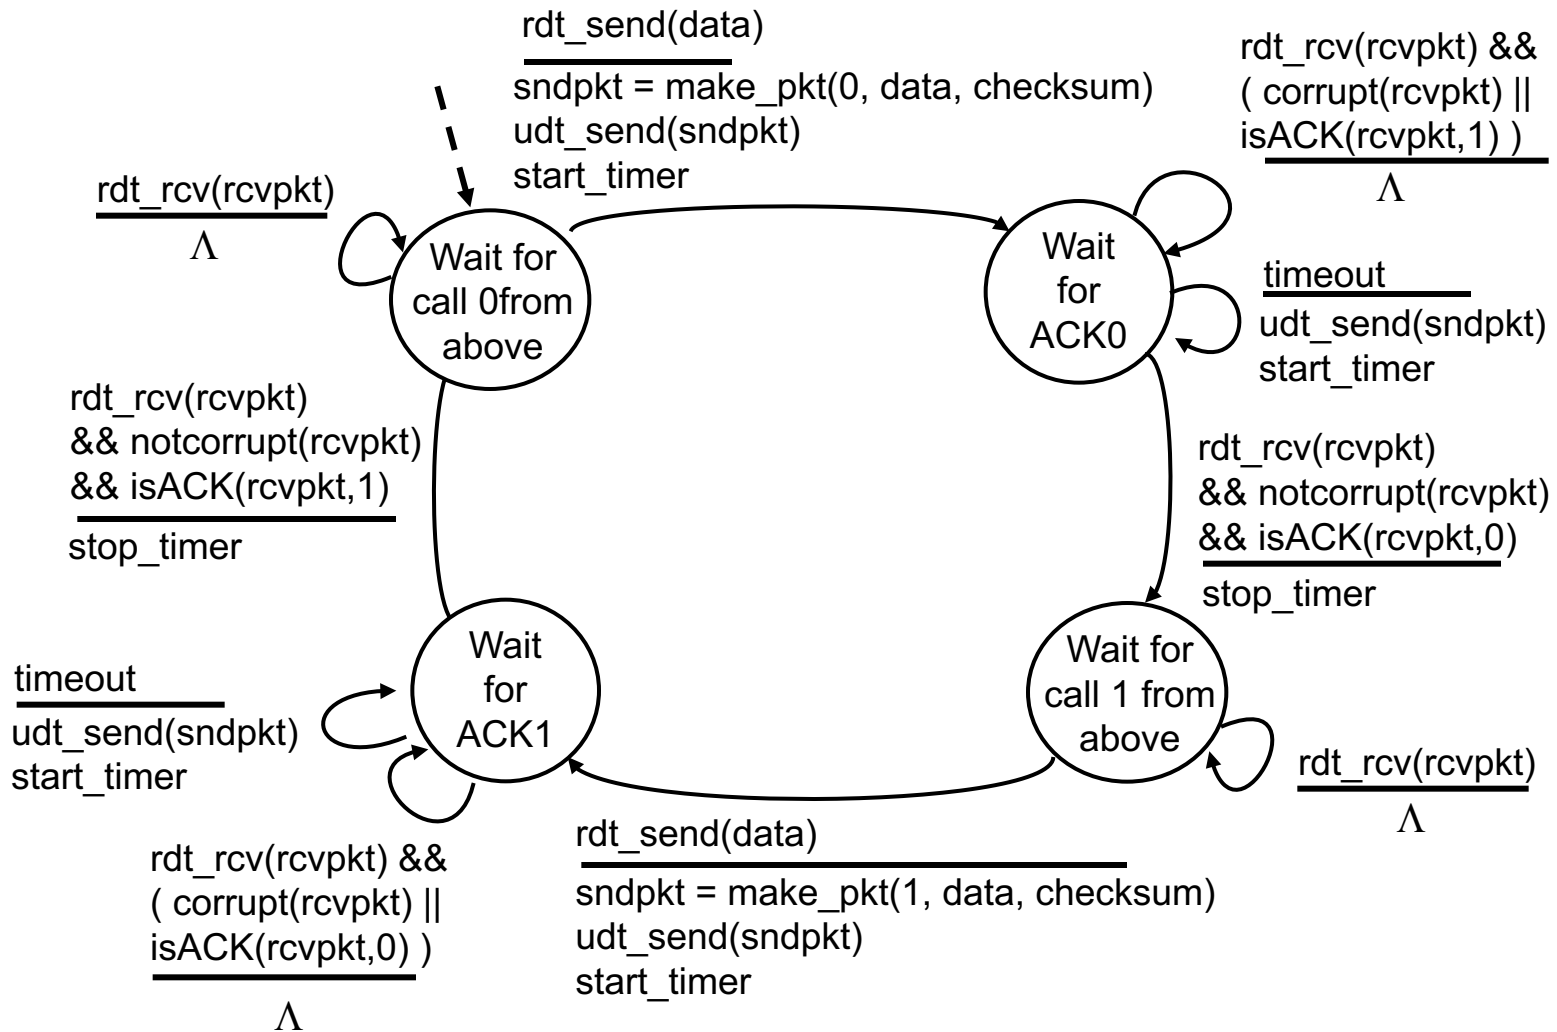 rdt_send(data)
sndpkt = make_pkt(0, data, checksum)
udt_send(sndpkt)
start_timer
rdt_rcv(rcvpkt) &&
( corrupt(rcvpkt) ||
isACK(rcvpkt,1) )
Λ
rdt_rcv(rcvpkt)
Λ
Wait for
call 0from
above
Wait
for
ACK0
timeout
udt_send(sndpkt)
start_timer
rdt_rcv(rcvpkt)
&& notcorrupt(rcvpkt)
&& isACK(rcvpkt,1)
stop_timer
rdt_rcv(rcvpkt)
&& notcorrupt(rcvpkt)
&& isACK(rcvpkt,0)
stop_timer
Wait
for
ACK1
Wait for
call 1 from
above
timeout
udt_send(sndpkt)
start_timer
rdt_rcv(rcvpkt)
Λ
rdt_rcv(rcvpkt) &&
( corrupt(rcvpkt) ||
isACK(rcvpkt,0) )
Λ
rdt_send(data)
sndpkt = make_pkt(1, data, checksum)
udt_send(sndpkt)
start_timer